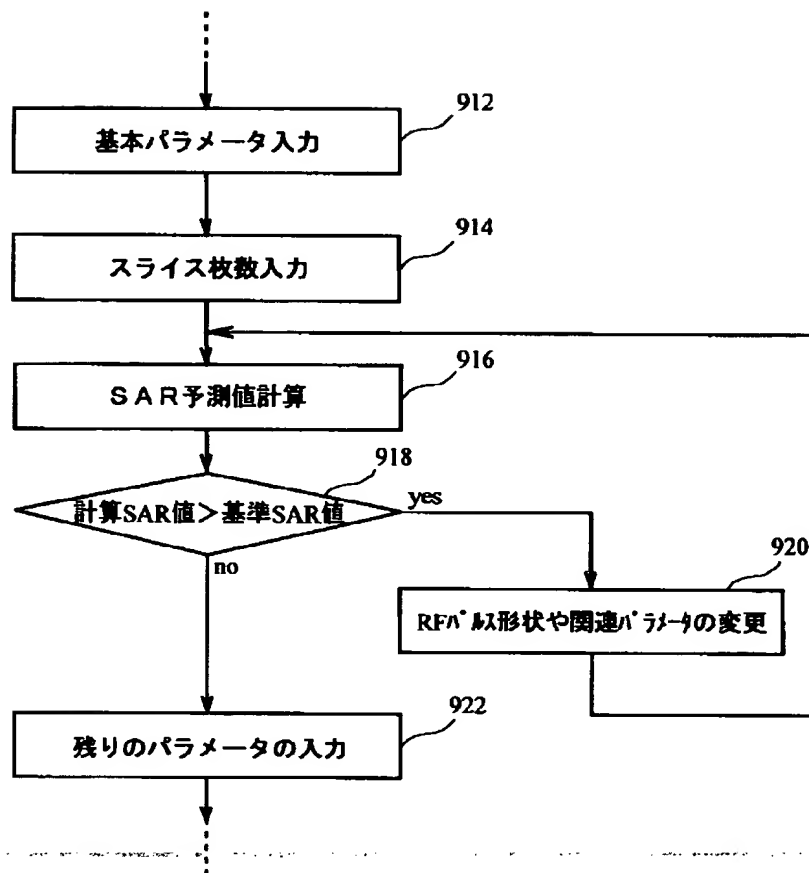 912
基本パラメータ入力
914
スライス枚数入力
916
SAR予測値計算
918
計算SAR値>基準SAR値
yes
no
920
RFパルス形状や関連パラメータの変更
922
残りのパラメータの入力